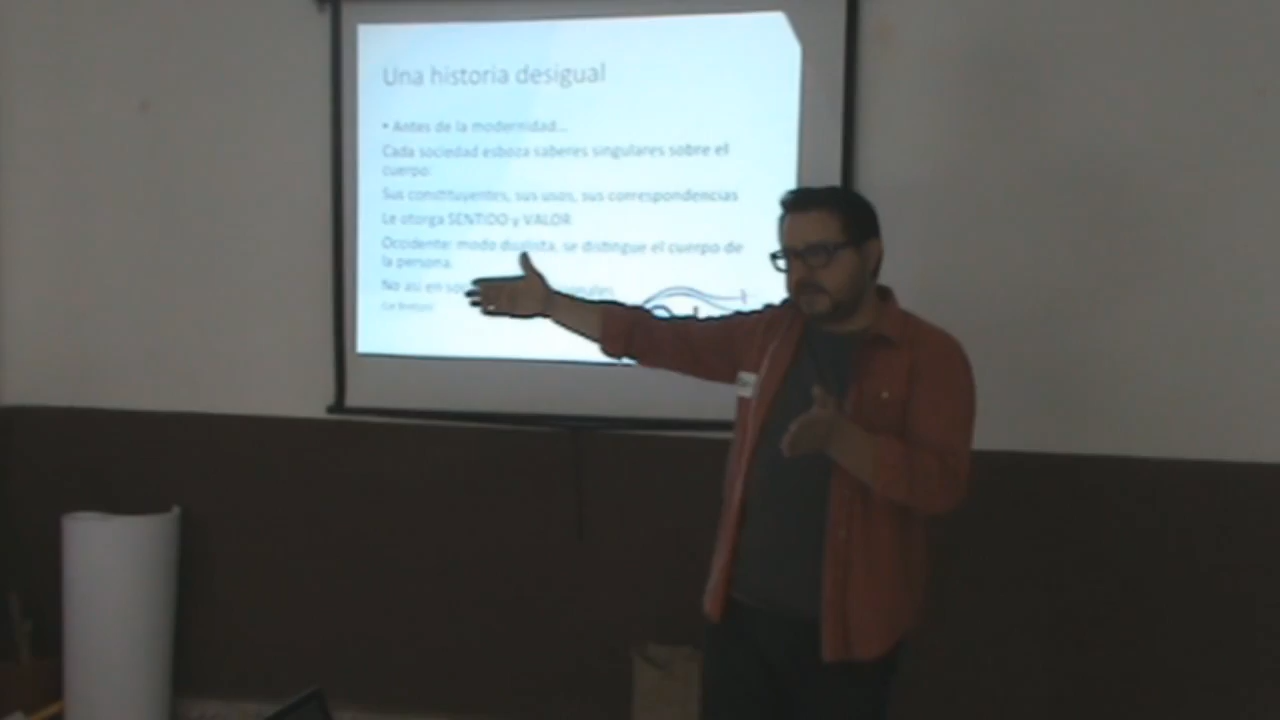 Una historia desigual
• Antes de la modernidad...
Cada sociedad esboza saberes singulares sobre el
cuerpo:
Sus constituyentes, sus usos, sus correspondencias
Le otorga SENTIDO y VALOR
Occidente: modo dualista, se distingue el cuerpo de
la persona.
No así en